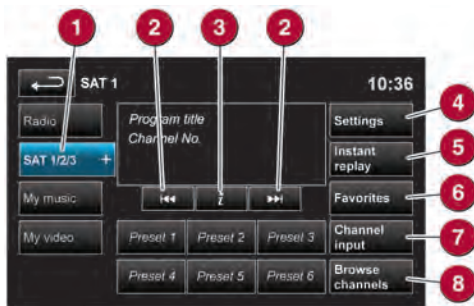 1
2
3
2
SAT 1
10:36
4
Radio
Program title
Channel No.
Settings
5
SAT 1/2/3 +
Instant
replay
6
My music
i
Favorites
7
My video
Preset 1
Preset 2
Preset 3
Channel
input
Preset 4
Preset 5
Preset 6
Browse
channels
8